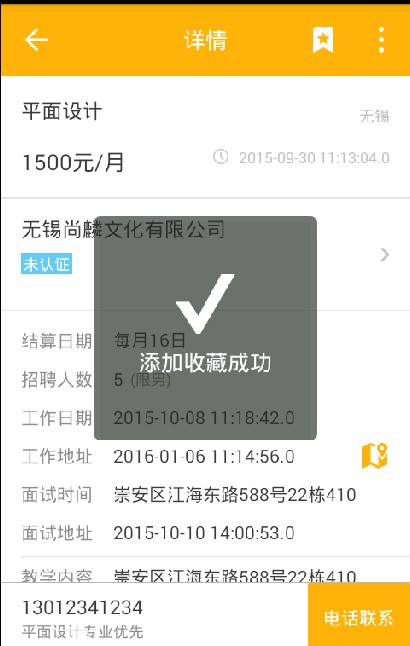 详情
平面设计
无锡
1500元/月
2015-09-30 11:13:04.0
无锡尚麟文化有限公司
未认证
添加收藏成功
结算日期 每月16日
招聘人数 5 (限男)
工作日期 2015-10-08 11:18:42.0
工作地址 2016-01-06 11:14:56.0
面试时间 崇安区江海东路588号22栋410
面试地址 2015-10-10 14:00:53.0
教学内容 崇安区江海东路588号22栋410
13012341234
平面设计专业优先
电话联系